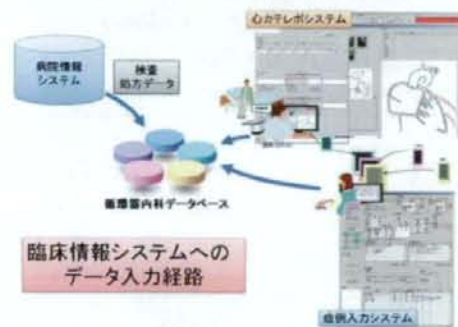 心カテレポシステム
病院情報
システム
検査
処方データ
循環器内科データベース
臨床情報システムへの
データ入力経路
症例入力システム